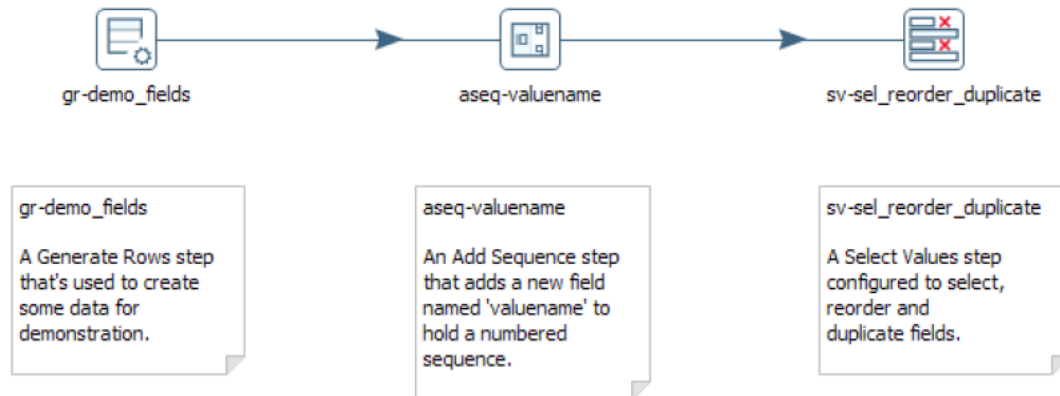 gr-demo_fields
aseq-valuename
sv-sel_reorder_duplicate
gr-demo_fields
A Generate Rows step
that's used to create
some data for
demonstration.
aseq-valuename
An Add Sequence step
that adds a new field
named 'valuename' to
hold a numbered
sequence.
sv-sel_reorder_duplicate
A Select Values step
configured to select,
reorder and
duplicate fields.